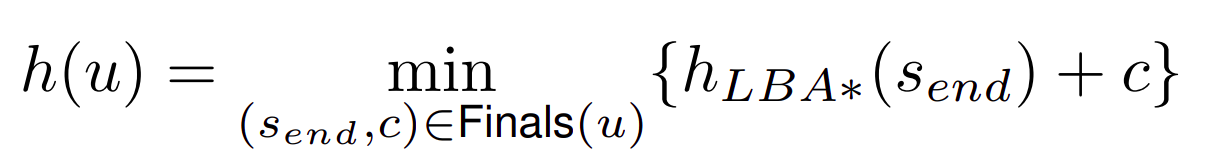 h(u) = min {h_{LBA*}(s_{end}) + c}
(s_{end},c)∈Finals(u)